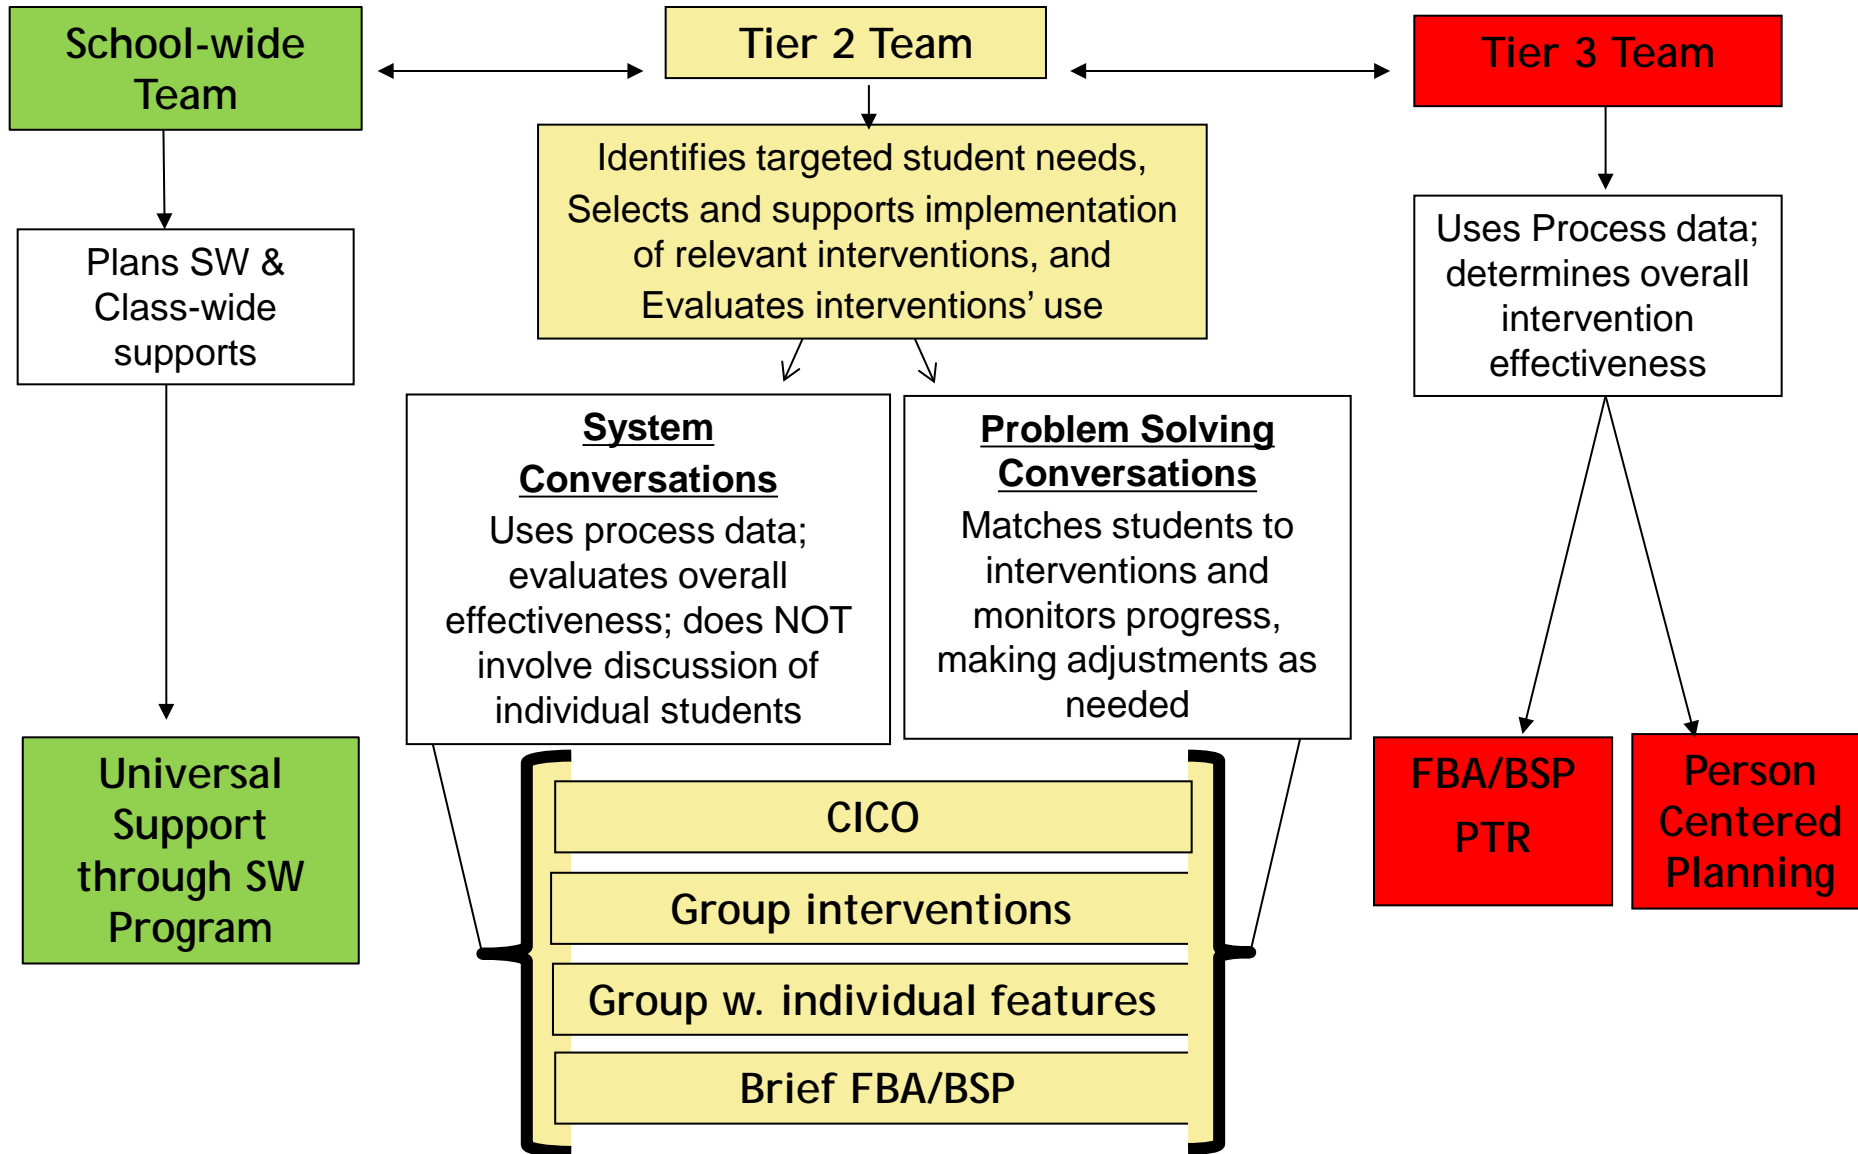 School-wide
Team
Tier 2 Team
Tier 3 Team
Identifies targeted student needs,
Selects and supports implementation
of relevant interventions, and
Evaluates interventions’ use
Plans SW &
Class-wide
supports
Uses Process data;
determines overall
intervention
effectiveness
System
Conversations
Uses process data;
evaluates overall
effectiveness; does NOT
involve discussion of
individual students
Problem Solving
Conversations
Matches students to
interventions and
monitors progress,
making adjustments as
needed
Universal
Support
through SW
Program
CICO
Group interventions
Group w. individual features
Brief FBA/BSP
FBA/BSP
PTR
Person
Centered
Planning